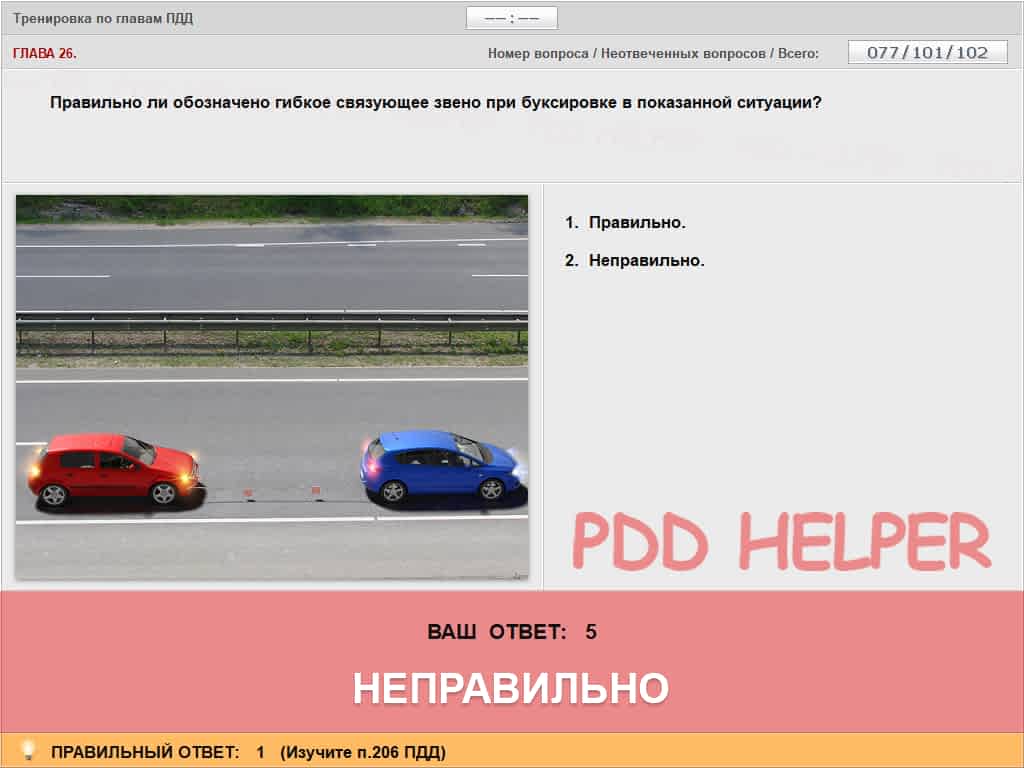 Тренировка по главам ПДД
—— : ——
ГЛАВА 26.
Номер вопроса / Неотвеченных вопросов / Всего: 077/101/102
Правильно ли обозначено гибкое связующее звено при буксировке в показанной ситуации?
1. Правильно.
2. Неправильно.
PDD HELPER
ВАШ ОТВЕТ: 5
НЕПРАВИЛЬНО
ПРАВИЛЬНЫЙ ОТВЕТ: 1 (Изучите п.206 ПДД)